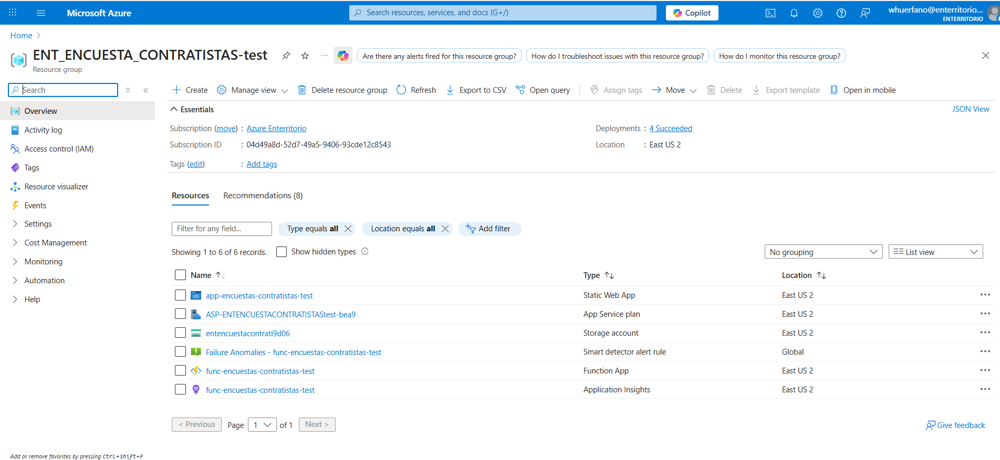 Microsoft Azure
Search resources, services, and docs (G+/)
Copilot
whuerfano@enterritorio...
ENTERRITORIO
Home
ENT_ENCUESTA_CONTRATISTAS-test
Resource group
Are there any alerts fired for this resource group?
How do I troubleshoot issues with this resource group?
How do I monitor this resource group?
Search
Overview
Activity log
Access control (IAM)
Tags
Resource visualizer
Events
Settings
Cost Management
Monitoring
Automation
Help
Create
Manage view
Delete resource group
Refresh
Export to CSV
Open query
Assign tags
Move
Delete
Export template
Open in mobile
Essentials
JSON View
Subscription (move) : Azure Enterritorio
Subscription ID : 04d49a8d-52d7-49a5-9406-93cde12c8543
Tags (edit) : Add tags
Deployments : 4 Succeeded
Location : East US 2
Resources
Recommendations (8)
Filter for any field...
Type equals all
Location equals all
Add filter
Showing 1 to 6 of 6 records.
Show hidden types
No grouping
List view
Name Type Location
app-encuestas-contratistas-test Static Web App East US 2
ASP-ENTENCUESTACONTRATISTAStest-bea9 App Service plan East US 2
entencuestacontrati9d06 Storage account East US 2
Failure Anomalies - func-encuestas-contratistas-test Smart detector alert rule Global
func-encuestas-contratistas-test Function App East US 2
func-encuestas-contratistas-test Application Insights East US 2
< Previous Page 1 of 1 Next >
Give feedback
Add or remove favorites by pressing Ctrl+Shift+F